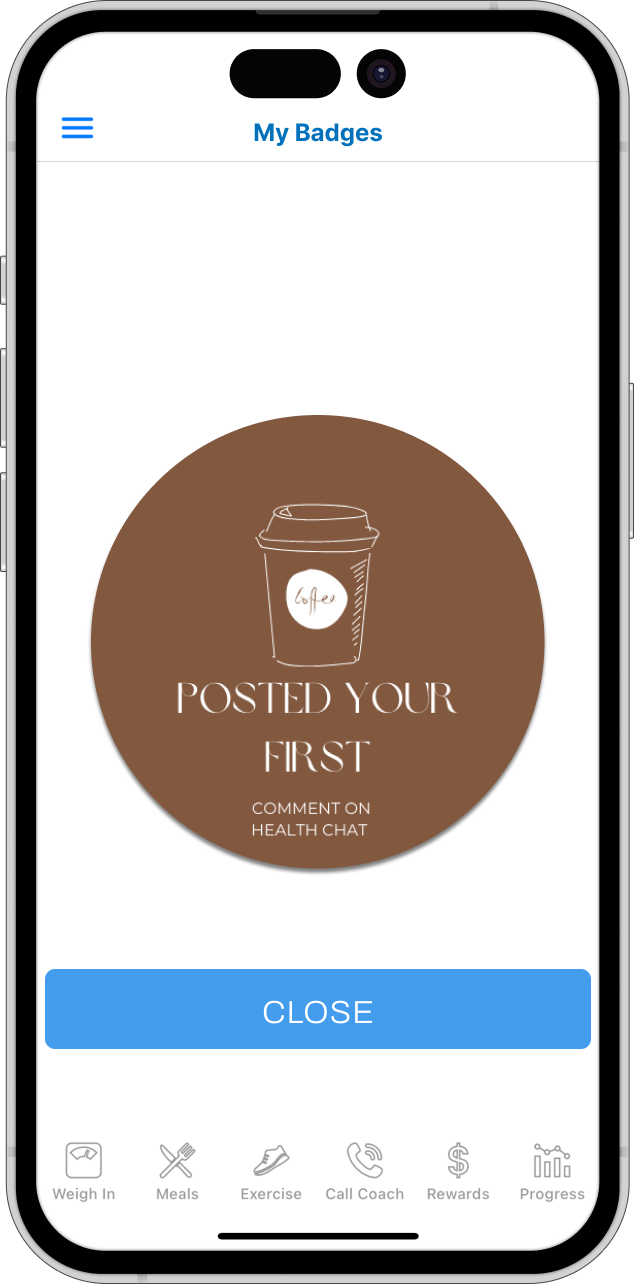 My Badges
Coffee
POSTED YOUR
FIRST
COMMENT ON
HEALTH CHAT
CLOSE
Weigh In
Meals
Exercise
Call Coach
Rewards
Progress